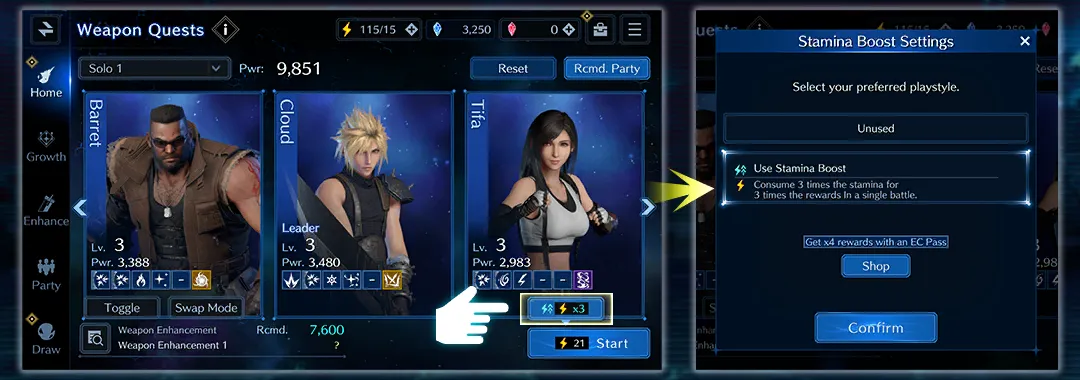 Weapon Quests
i
115/15
3,250
0
Solo 1
Pwr: 9,851
Reset
Rcmd. Party
Home
Growth
Enhance
Party
Draw
Barret
Lv. 3
Pwr. 3,388
Cloud
Leader
Lv. 3
Pwr. 3,480
Tifa
Lv. 3
Pwr. 2,983
Toggle
Swap Mode
x3
Weapon Enhancement
Rcmd. 7,600
Weapon Enhancement 1
?
21 Start
Stamina Boost Settings
Select your preferred playstyle.
Unused
Use Stamina Boost
Consume 3 times the stamina for
3 times the rewards In a single battle.
Get x4 rewards with an EC Pass
Shop
Confirm